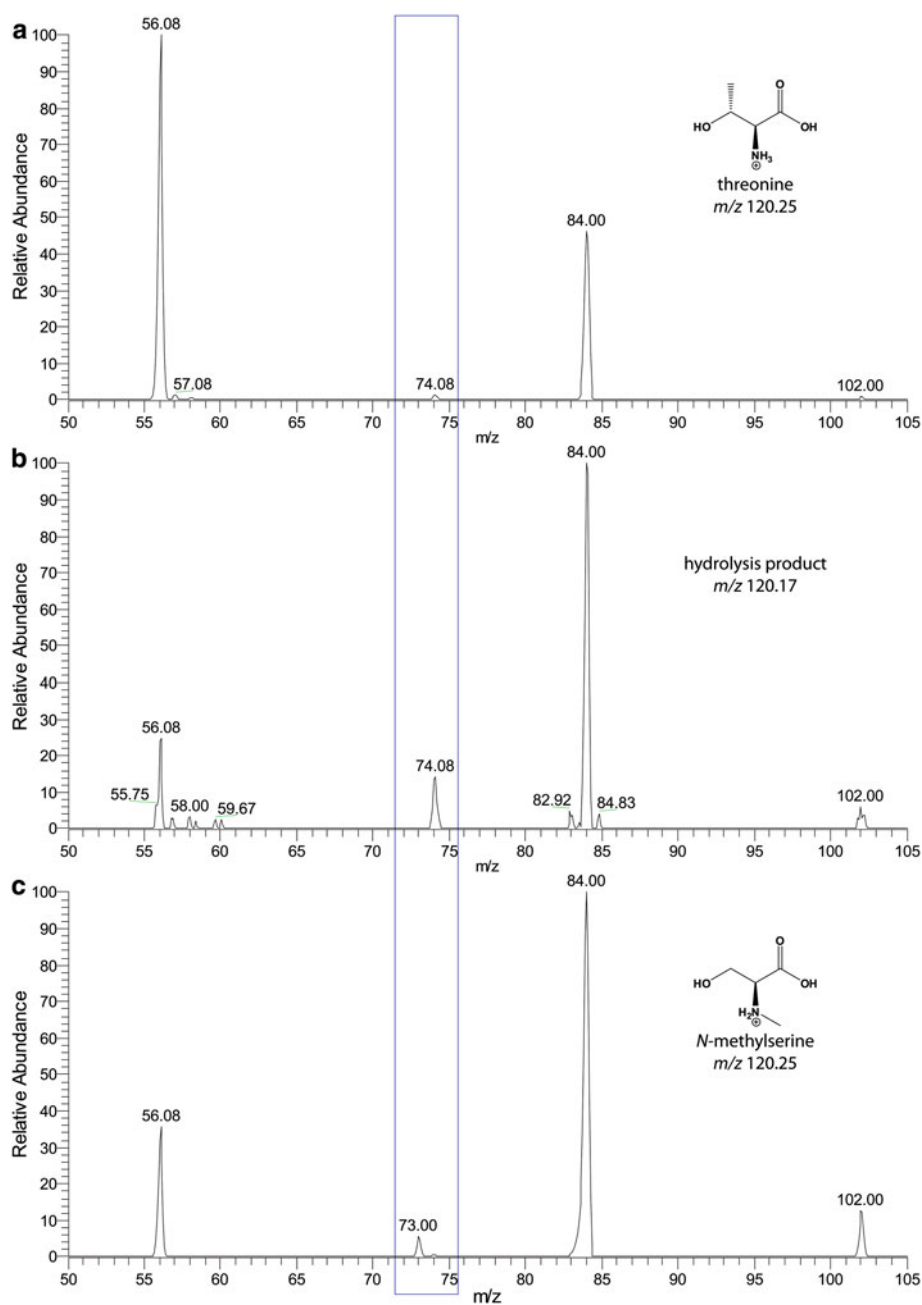 a
56.08
57.08
74.08
84.00
102.00
Relative Abundance
100
90
80
70
60
50
40
30
20
10
0
50 55 60 65 70 75 80 85 90 95 100 105
m/z
O
HO
OH
NH3
⊕
threonine
m/z 120.25
b
55.75
56.08
58.00
59.67
74.08
82.92
84.00
84.83
102.00
Relative Abundance
100
90
80
70
60
50
40
30
20
10
0
50 55 60 65 70 75 80 85 90 95 100 105
m/z
hydrolysis product
m/z 120.17
c
56.08
73.00
84.00
102.00
Relative Abundance
100
90
80
70
60
50
40
30
20
10
0
50 55 60 65 70 75 80 85 90 95 100 105
m/z
O
HO
OH
H2N
⊕
N-methylserine
m/z 120.25